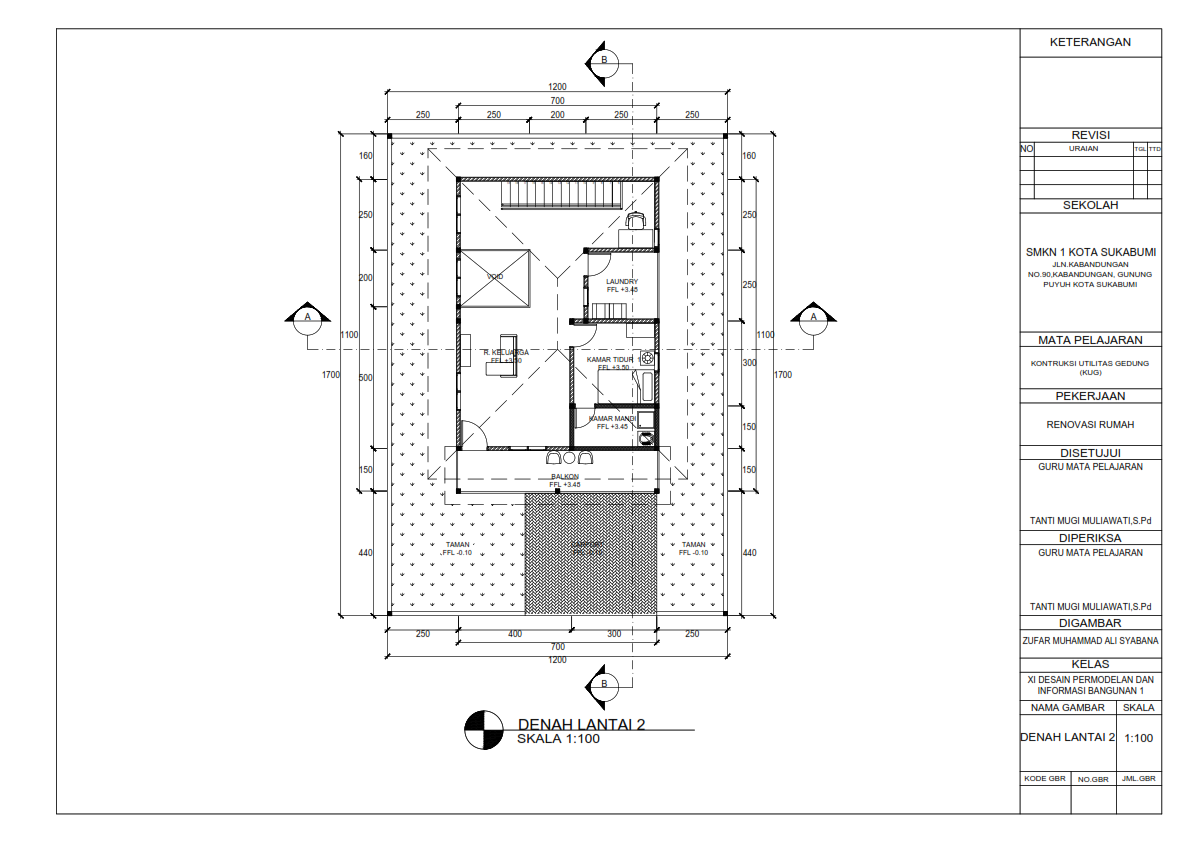 B
1200
700
250
250
200
250
250
160
250
200
500
150
440
1100
1700
160
250
250
300
150
150
440
1100
1700
A
A
VOID
LAUNDRY
FFL +3.45
R. KELUARGA
FFL +3.50
KAMAR TIDUR 1
FFL +3.50
KAMAR MANDI
FFL +3.45
BALKON
FFL +3.45
TAMAN
FFL -0.10
TAMAN
FFL -0.10
250
400
300
250
700
1200
B
DENAH LANTAI 2
SKALA 1:100
KETERANGAN
REVISI
NO URAIAN TGL TTD
SEKOLAH
SMKN 1 KOTA SUKABUMI
JLN.KABANDUNGAN
NO.90,KABANDUNGAN, GUNUNG
PUYUH KOTA SUKABUMI
MATA PELAJARAN
KONTRUKSI UTILITAS GEDUNG
(KUG)
PEKERJAAN
RENOVASI RUMAH
DISETUJUI
GURU MATA PELAJARAN
TANTI MUGI MULIAWATI,S.Pd
DIPERIKSA
GURU MATA PELAJARAN
TANTI MUGI MULIAWATI,S.Pd
DIGAMBAR
ZUFAR MUHAMMAD ALI SYABANA
KELAS
XI DESAIN PERMODELAN DAN
INFORMASI BANGUNAN 1
NAMA GAMBAR SKALA
DENAH LANTAI 2 1:100
KODE GBR NO.GBR JML.GBR